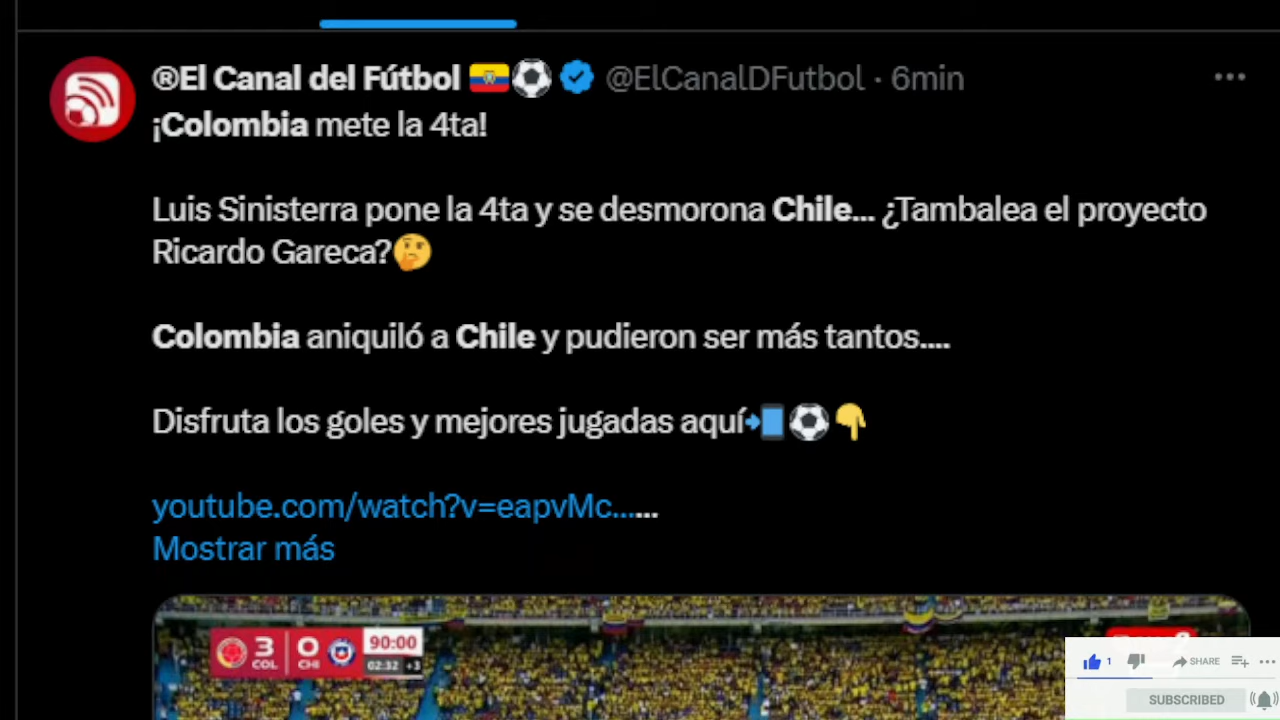 ®El Canal del Fútbol 🇪🇨⚽ @ElCanalDFutbol · 6min
¡Colombia mete la 4ta!
Luis Sinisterra pone la 4ta y se desmorona Chile... ¿Tambalea el proyecto
Ricardo Gareca?🤔
Colombia aniquiló a Chile y pudieron ser más tantos....
Disfruta los goles y mejores jugadas aquí📲⚽👇
youtube.com/watch?v=eapvMc......
Mostrar más
3 COL 0 CHI 90:00
02:32 +3
1 SHARE
SUBSCRIBED